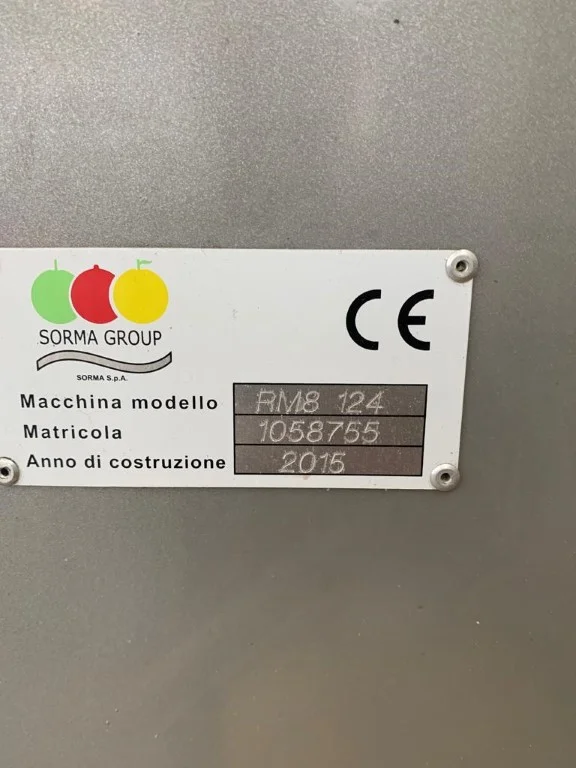 SORMA GROUP
SORMA S.p.A.
CE
Macchina modello RM8 124
Matricola 1058755
Anno di costruzione 2015